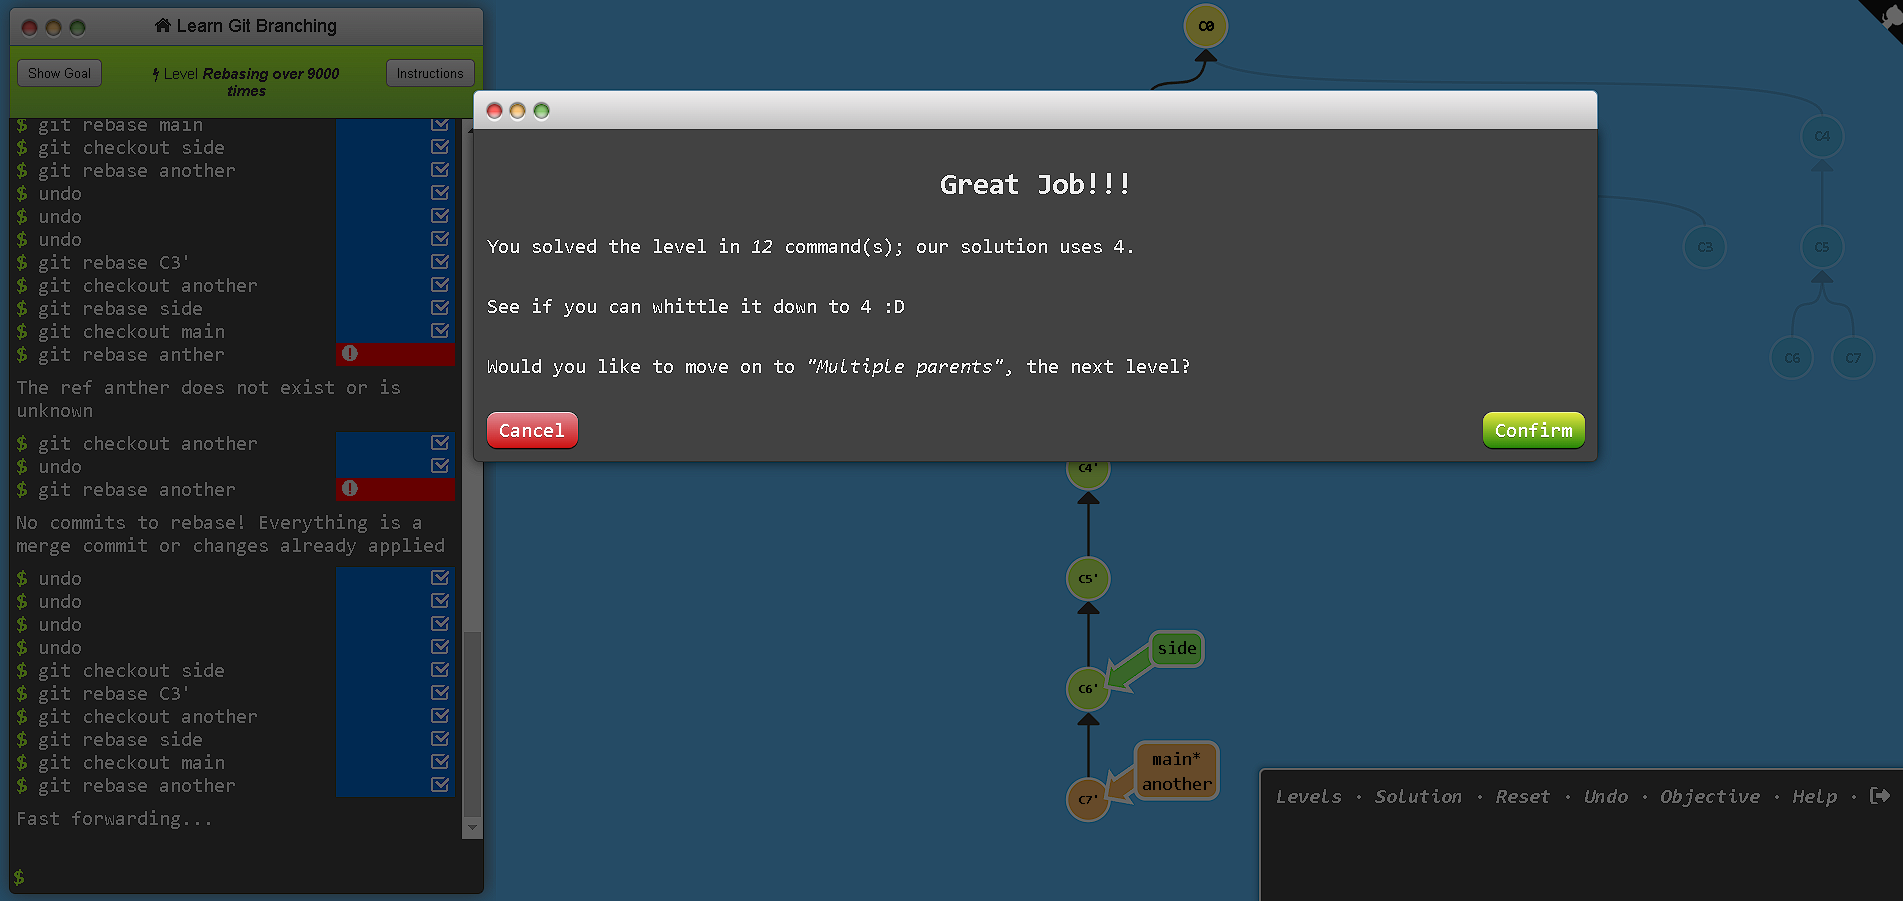 Learn Git Branching
Show Goal
Level Rebasing over 9000
times
Instructions
$ git rebase main
$ git checkout side
$ git rebase another
$ undo
$ undo
$ undo
$ git rebase C3'
$ git checkout another
$ git rebase side
$ git checkout main
$ git rebase anther
The ref anther does not exist or is
unknown
$ git checkout another
$ undo
$ git rebase another
No commits to rebase! Everything is a
merge commit or changes already applied
$ undo
$ undo
$ undo
$ undo
$ git checkout side
$ git rebase C3'
$ git checkout another
$ git rebase side
$ git checkout main
$ git rebase another
Fast forwarding...
$
Great Job!!!
You solved the level in 12 command(s); our solution uses 4.
See if you can whittle it down to 4 :D
Would you like to move on to "Multiple parents", the next level?
Cancel
Confirm
C0
C4
C3
C5
C6
C7
C4'
C5'
side
C6'
main*
another
C7'
Levels · Solution · Reset · Undo · Objective · Help ·